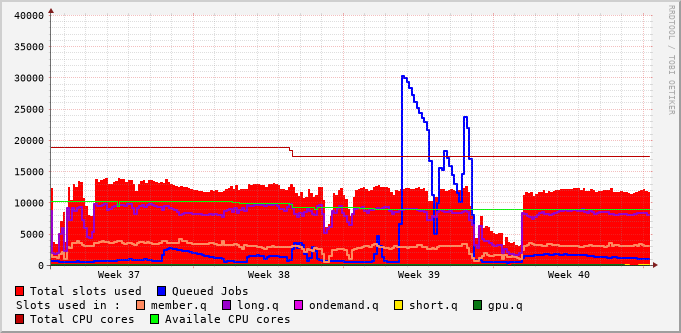 40000
35000
30000
25000
20000
15000
10000
5000
0
Week 37 Week 38 Week 39 Week 40
RRDTOOL / TOBI OETIKER
Total slots used Queued Jobs
Slots used in : member.q long.q ondemand.q short.q gpu.q
Total CPU cores Availale CPU cores